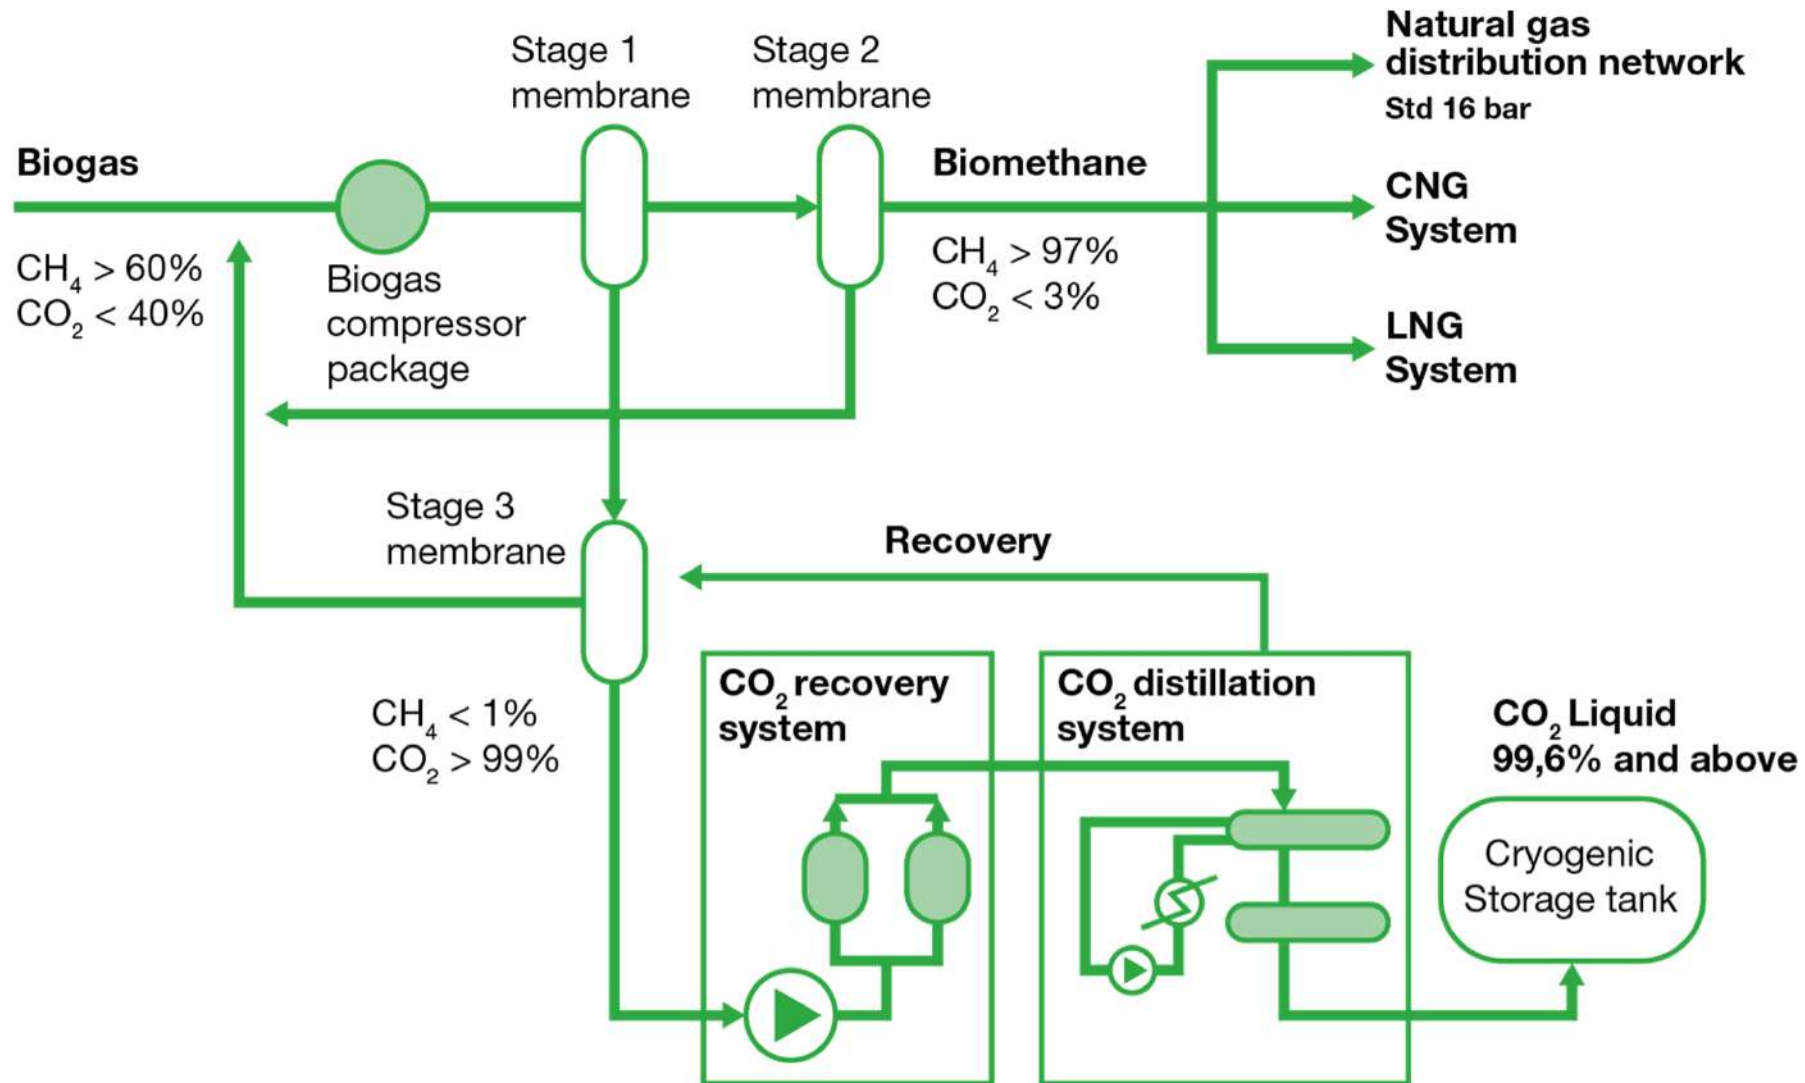 Natural gas
distribution network
Std 16 bar
Stage 1
membrane
Stage 2
membrane
Biogas
Biomethane
CNG
System
CH₄ > 60%
CO₂ < 40%
Biogas
compressor
package
CH₄ > 97%
CO₂ < 3%
LNG
System
Stage 3
membrane
Recovery
CH₄ < 1%
CO₂ > 99%
CO₂ recovery
system
CO₂ distillation
system
CO₂ Liquid
99,6% and above
Cryogenic
Storage tank